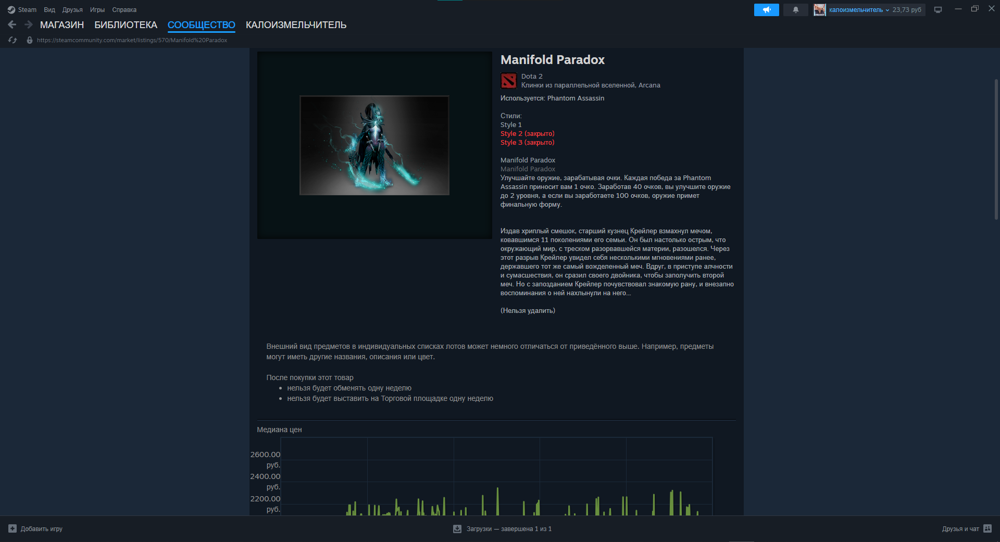 Steam Вид Друзья Игры Справка
калоизмельчитель 23,73 руб
МАГАЗИН БИБЛИОТЕКА СООБЩЕСТВО КАЛОИЗМЕЛЬЧИТЕЛЬ
https://steamcommunity.com/market/listings/570/Manifold%20Paradox
Manifold Paradox
Dota 2
Клинки из параллельной вселенной, Arcana
Используется: Phantom Assassin
Стили:
Style 1
Style 2 (закрыто)
Style 3 (закрыто)
Manifold Paradox
Manifold Paradox
Улучшайте оружие, зарабатывая очки. Каждая победа за Phantom
Assassin приносит вам 1 очко. Заработав 40 очков, вы улучшите оружие
до 2 уровня, а если вы заработаете 100 очков, оружие примет
финальную форму.
Издав хриплый смешок, старший кузнец Крейлер взмахнул мечом,
ковавшимся 11 поколениями его семьи. Он был настолько острым, что
окружающий мир, с треском разорвавшейся материи, разошелся. Через
этот разрыв Крейлер увидел себя несколькими мгновениями ранее,
державшего тот же самый вожделенный меч. Вдруг, в приступе алчности
и сумасшествия, он сразил своего двойника, чтобы заполучить второй
меч. Но с запозданием Крейлер почувствовал знакомую рану, и внезапно
воспоминания о ней нахлынули на него...
(Нельзя удалить)
Внешний вид предметов в индивидуальных списках лотов может немного отличаться от приведённого выше. Например, предметы
могут иметь другие названия, описания или цвет.
После покупки этот товар
• нельзя будет обменять одну неделю
• нельзя будет выставить на Торговой площадке одну неделю
Медиана цен
2600.00
руб.
2400.00
руб.
2200.00
руб.
Добавить игру
Загрузки — завершена 1 из 1
Друзья и чат